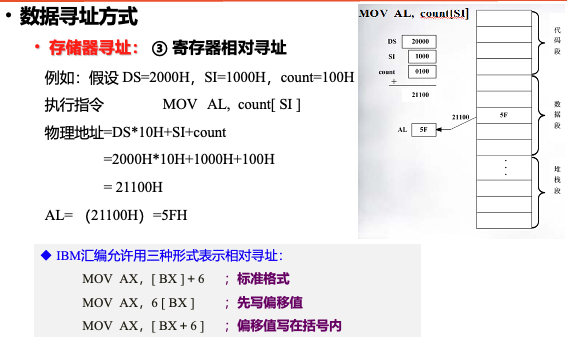 • 数据寻址方式
• 存储器寻址： ③ 寄存器相对寻址
例如：假设 DS=2000H，SI=1000H，count=100H
执行指令 MOV AL, count[ SI ]
物理地址=DS*10H+SI+count
=2000H*10H+1000H+100H
= 21100H
AL= （21100H）=5FH
◆ IBM汇编允许用三种形式表示相对寻址：
MOV AX，[ BX ] + 6 ；标准格式
MOV AX，6 [ BX ] ；先写偏移值
MOV AX，[ BX + 6 ] ；偏移值写在括号内
MOV AL, count[SI]
DS 20000
SI 1000
count 0100
+
21100
AL 5F
21100
5F
代码段
数据段
堆栈段